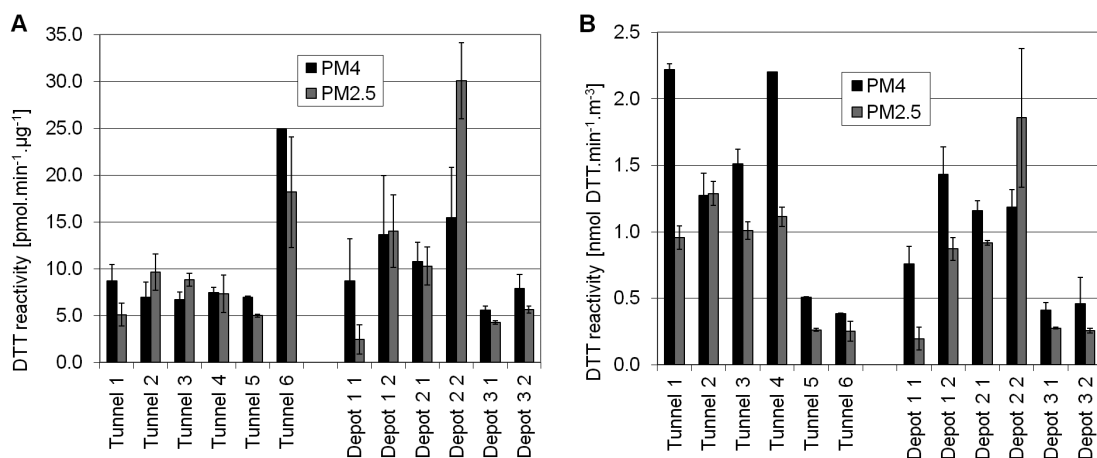 A
DTT reactivity [pmol.min⁻¹.µg⁻¹]
35.0
30.0
25.0
20.0
15.0
10.0
5.0
0.0
PM4
PM2.5
Tunnel 1
Tunnel 2
Tunnel 3
Tunnel 4
Tunnel 5
Tunnel 6
Depot 1 1
Depot 1 2
Depot 2 1
Depot 2 2
Depot 3 1
Depot 3 2
B
DTT reactivity [nmol DTT.min⁻¹.m⁻³]
2.5
2.0
1.5
1.0
0.5
0.0
PM4
PM2.5
Tunnel 1
Tunnel 2
Tunnel 3
Tunnel 4
Tunnel 5
Tunnel 6
Depot 1 1
Depot 1 2
Depot 2 1
Depot 2 2
Depot 3 1
Depot 3 2